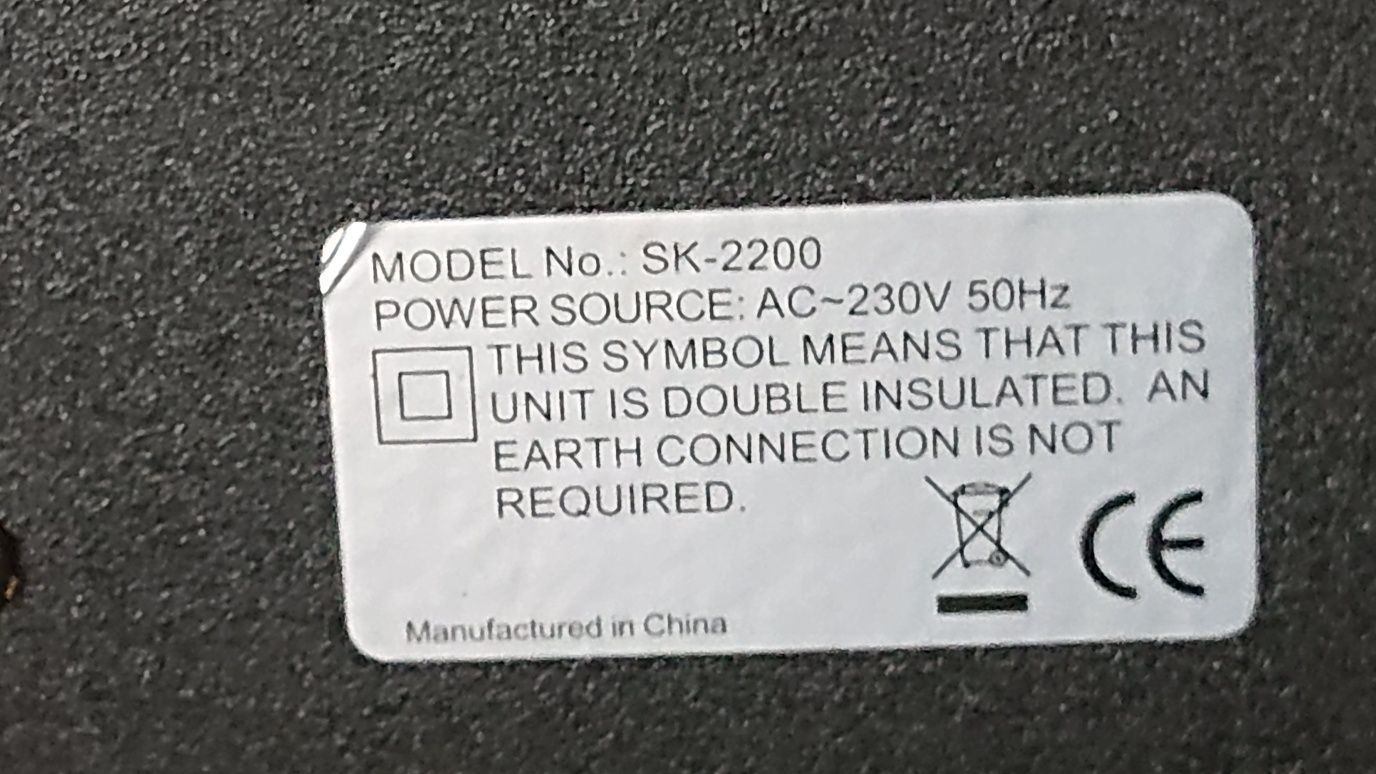 MODEL No.: SK-2200
POWER SOURCE: AC~230V 50Hz
THIS SYMBOL MEANS THAT THIS
UNIT IS DOUBLE INSULATED. AN
EARTH CONNECTION IS NOT
REQUIRED.
CE
Manufactured in China